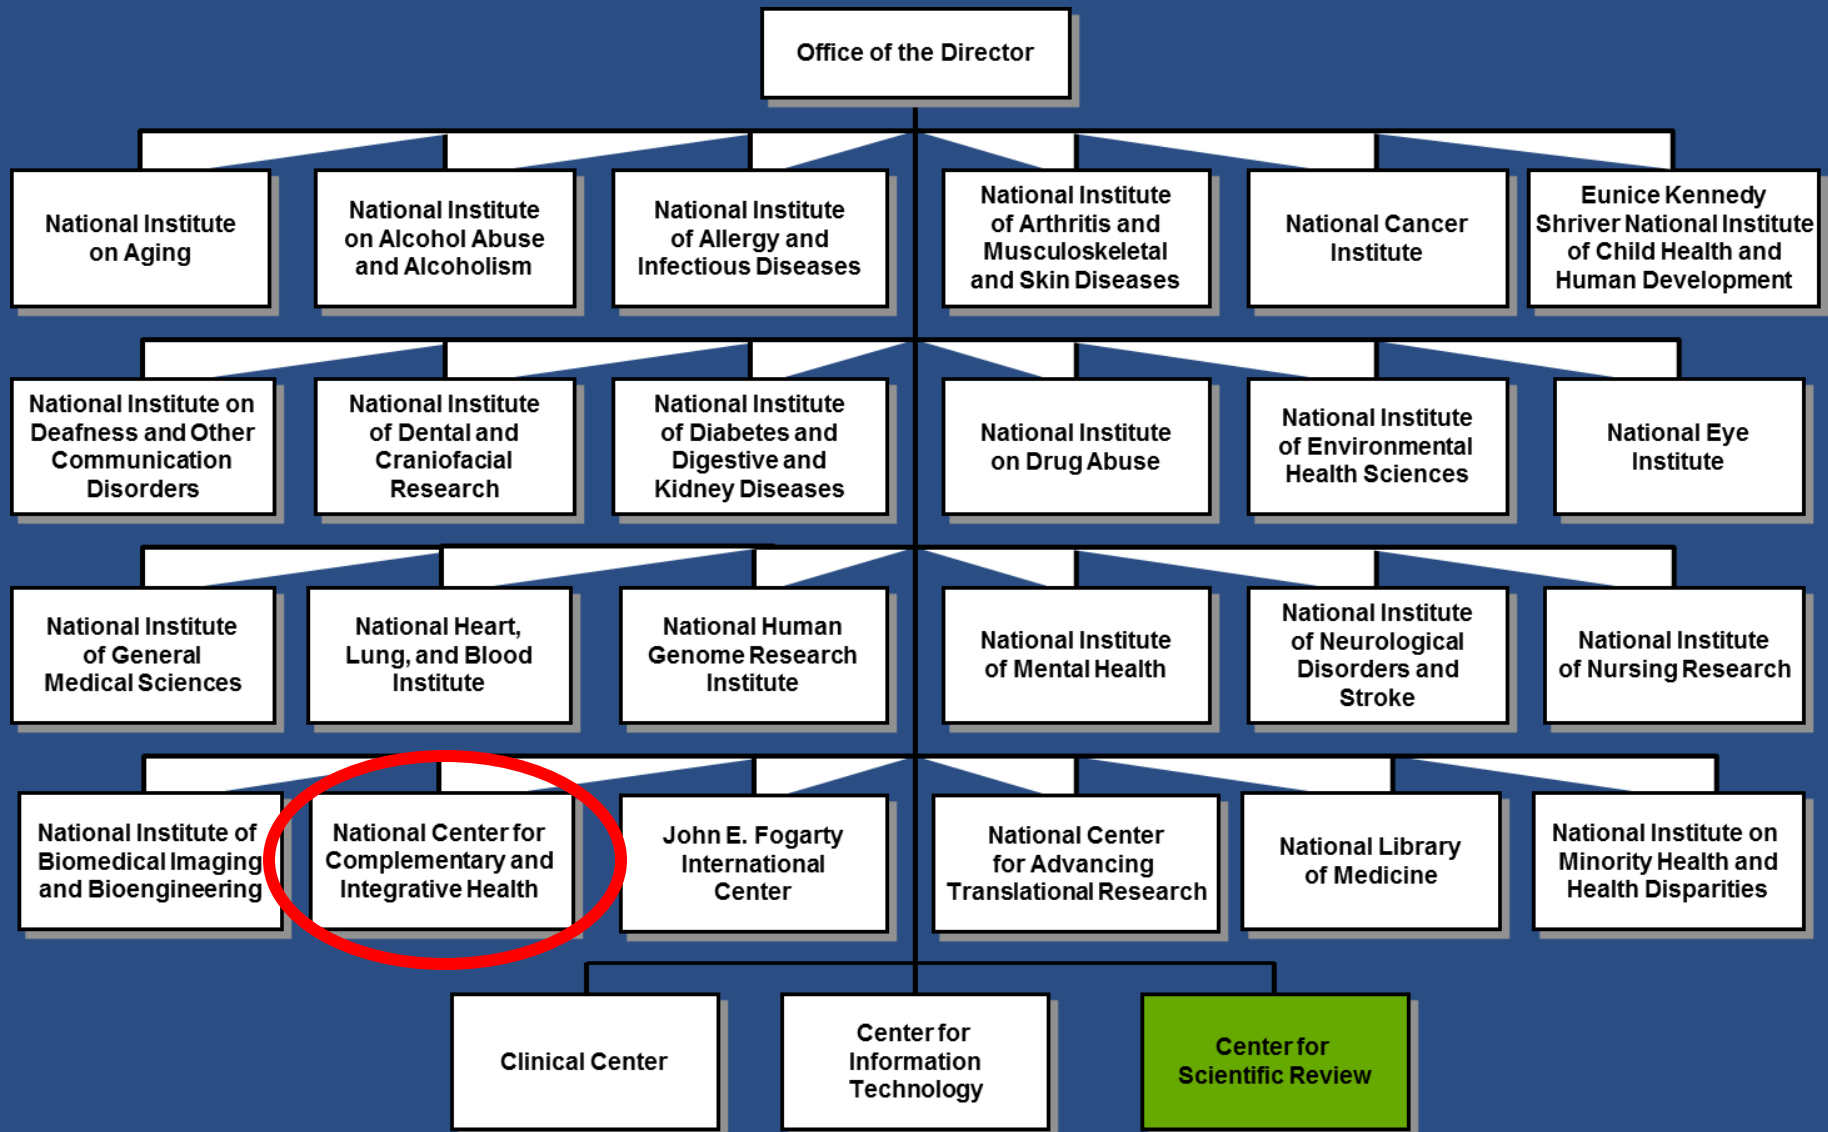 Office of the Director
National Institute
on Aging
National Institute
on Alcohol Abuse
and Alcoholism
National Institute
of Allergy and
Infectious Diseases
National Institute
of Arthritis and
Musculoskeletal
and Skin Diseases
National Cancer
Institute
Eunice Kennedy
Shriver National Institute
of Child Health and
Human Development
National Institute on
Deafness and Other
Communication
Disorders
National Institute
of Dental and
Craniofacial
Research
National Institute
of Diabetes and
Digestive and
Kidney Diseases
National Institute
on Drug Abuse
National Institute
of Environmental
Health Sciences
National Eye
Institute
National Institute
of General
Medical Sciences
National Heart,
Lung, and Blood
Institute
National Human
Genome Research
Institute
National Institute
of Mental Health
National Institute
of Neurological
Disorders and
Stroke
National Institute
of Nursing Research
National Institute of
Biomedical Imaging
and Bioengineering
National Center for
Complementary and
Integrative Health
John E. Fogarty
International
Center
National Center
for Advancing
Translational Research
National Library
of Medicine
National Institute on
Minority Health and
Health Disparities
Clinical Center
Center for
Information
Technology
Center for
Scientific Review